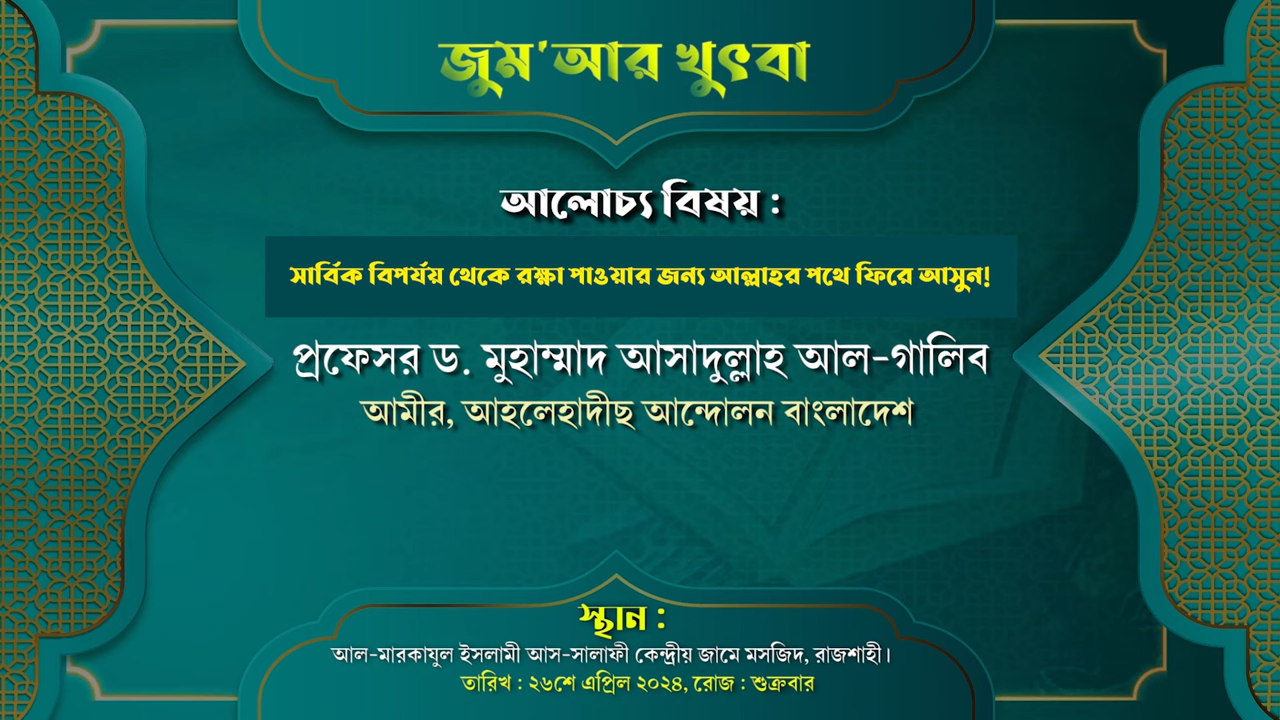 জুম'আর খুৎবা
আলোচ্য বিষয় :
সার্বিক বিপর্যয় থেকে রক্ষা পাওয়ার জন্য আল্লাহর পথে ফিরে আসুন!
প্রফেসর ড. মুহাম্মাদ আসাদুল্লাহ আল-গালিব
আমীর, আহলেহাদীছ আন্দোলন বাংলাদেশ
স্থান :
আল-মারকাযুল ইসলামী আস-সালাফী কেন্দ্রীয় জামে মসজিদ, রাজশাহী।
তারিখ : ২৬শে এপ্রিল ২০২৪, রোজ : শুক্রবার